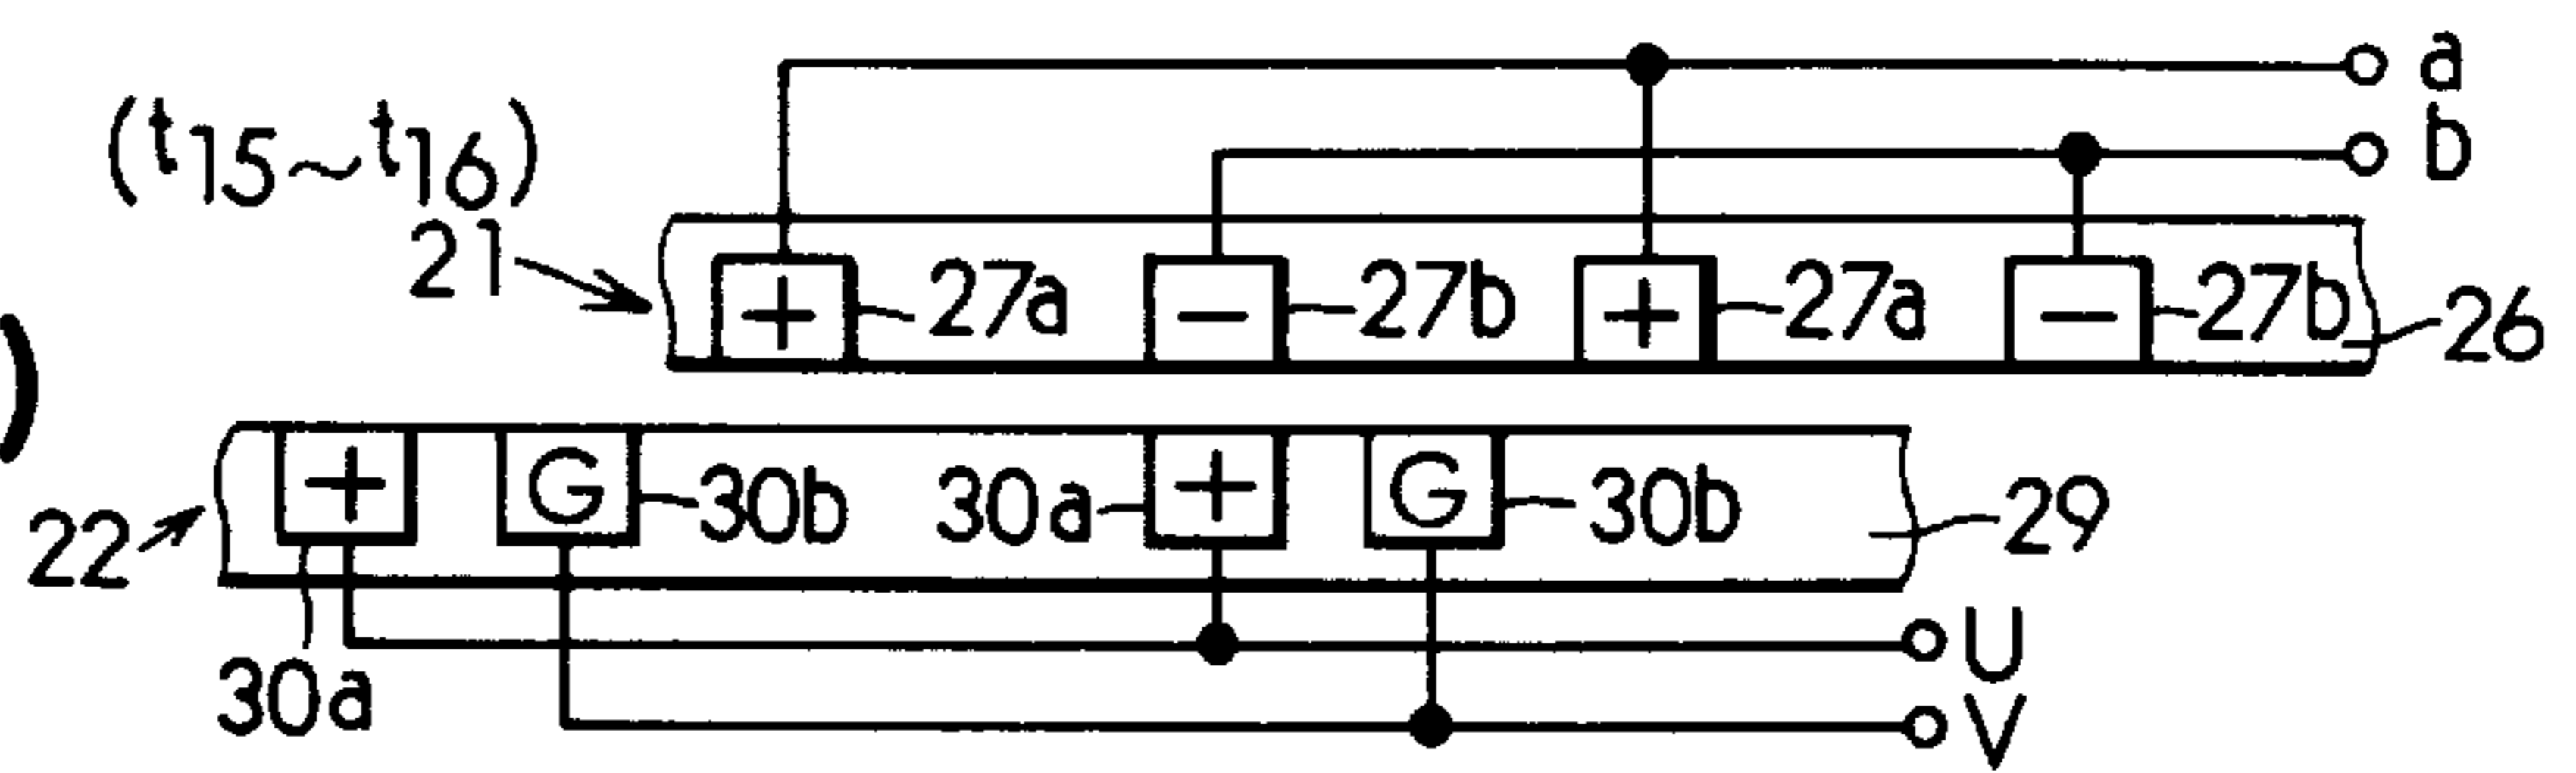 a
(t15~t16)
b
21
+ 27a - 27b + 27a - 27b 26
)
+ G 30b 30a + G 30b 29
22
U
30a
V